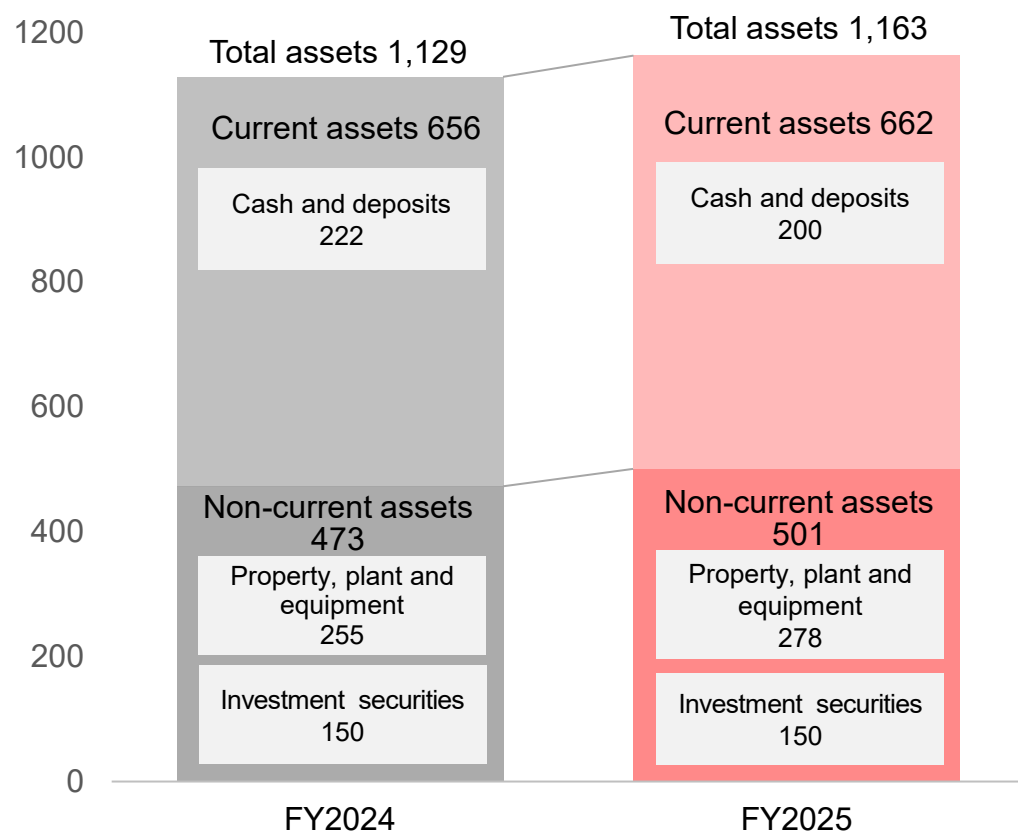 1200
1000
800
600
400
200
0
Total assets 1,129
Current assets 656
Cash and deposits
222
Non-current assets
473
Property, plant and
equipment
255
Investment securities
150
FY2024
Total assets 1,163
Current assets 662
Cash and deposits
200
Non-current assets
501
Property, plant and
equipment
278
Investment securities
150
FY2025